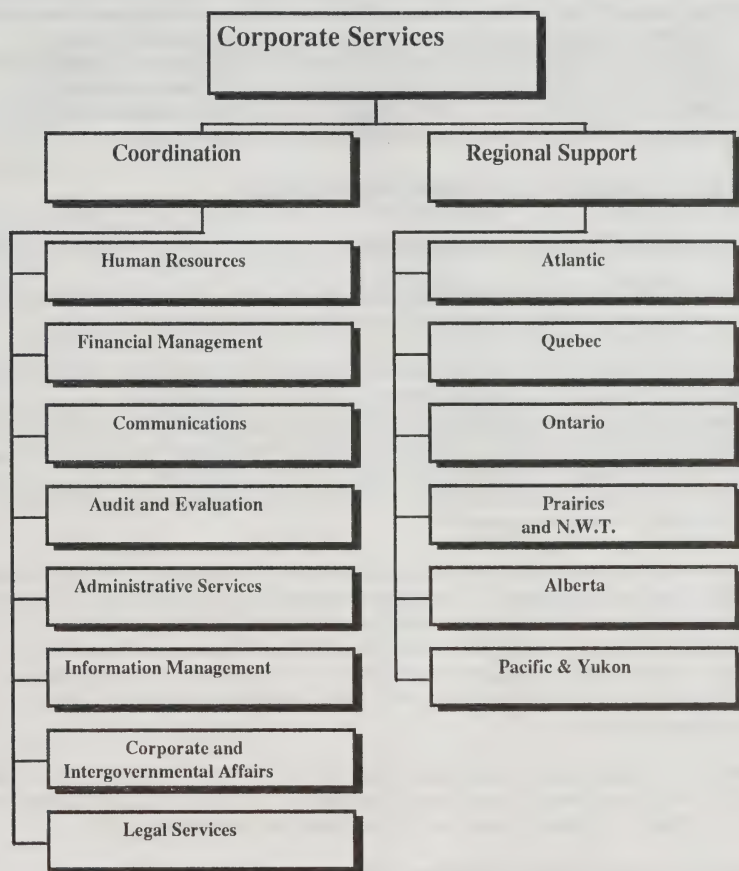 Corporate Services
Coordination
Regional Support
Human Resources
Financial Management
Communications
Audit and Evaluation
Administrative Services
Information Management
Corporate and
Intergovernmental Affairs
Legal Services
Atlantic
Quebec
Ontario
Prairies
and N.W.T.
Alberta
Pacific & Yukon